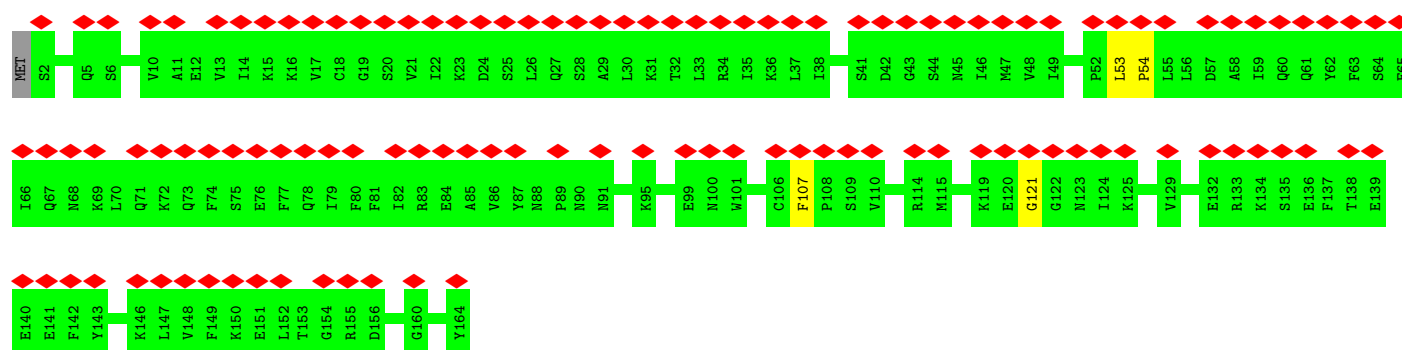 MET S2 Q5 S6 V10 A11 E12 V13 I14 K15 K16 V17 C18 G19 S20 V21 I22 K23 D24 S25 L26 Q27 S28 A29 L30 K31 T32 L33 R34 I35 K36 L37 I38 S41 D42 G43 S44 N45 I46 M47 V48 I49 P52 L53 P54 L55 L56 D57 A58 I59 Q60 Q61 Y62 F63 S64 E65
I66 Q67 N68 K69 L70 Q71 K72 Q73 F74 S75 E76 F77 Q78 I79 F80 F81 I82 R83 E84 A85 V86 Y87 N88 P89 N90 N91 K95 E99 N100 W101 C106 F107 P108 S109 V110 R114 M115 K119 E120 G121 G122 N123 I124 K125 V129 E132 R133 K134 S135 E136 F137 T138 E139
E140 E141 F142 Y143 K146 L147 V148 F149 K150 E151 L152 T153 G154 R155 D156 G160 Y164